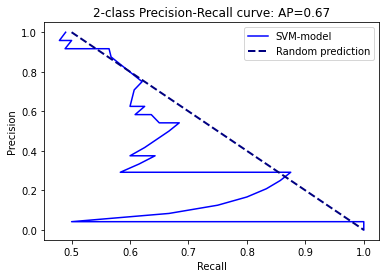 2-class Precision-Recall curve: AP=0.67
SVM-model
Random prediction
Precision
1.0
0.8
0.6
0.4
0.2
0.0
0.5 0.6 0.7 0.8 0.9 1.0
Recall